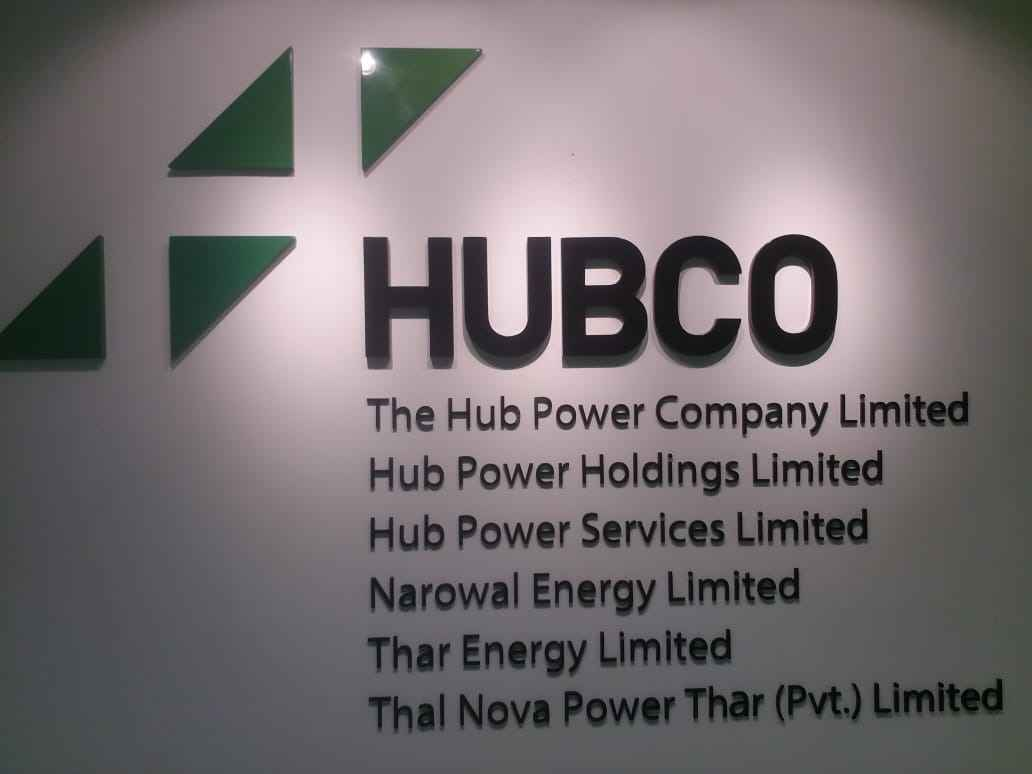 HUBCO
The Hub Power Company Limited
Hub Power Holdings Limited
Hub Power Services Limited
Narowal Energy Limited
Thar Energy Limited
Thal Nova Power Thar (Pvt.) Limited